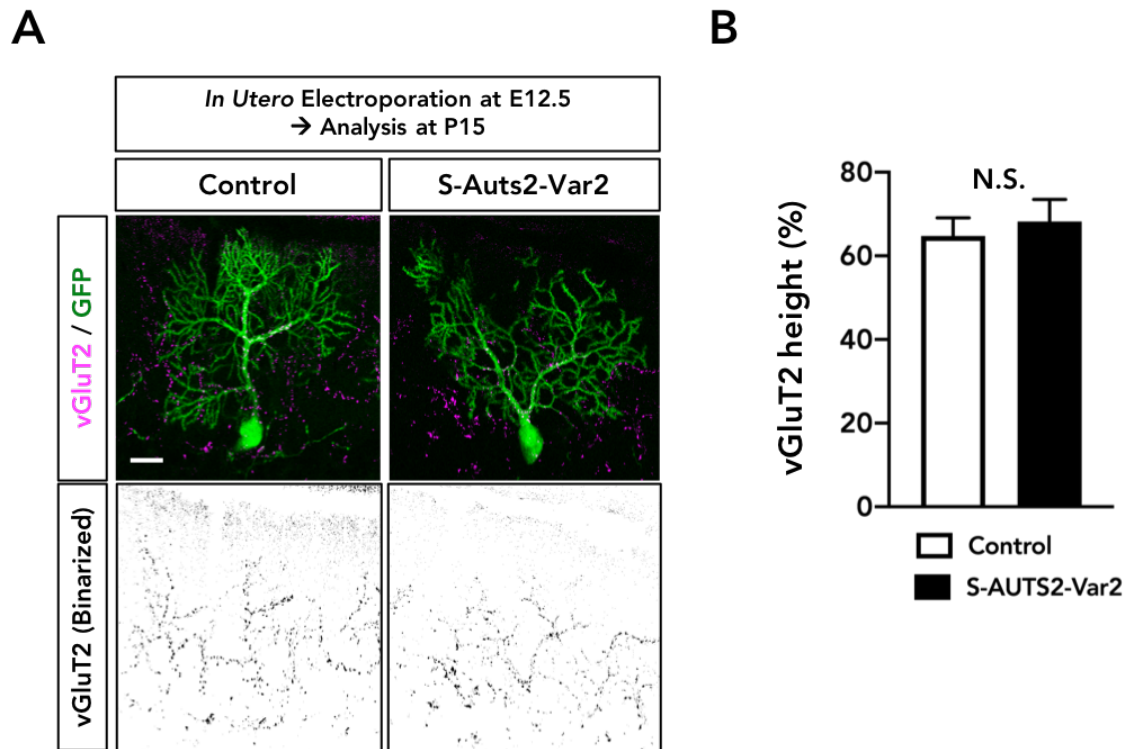 A
In Utero Electroporation at E12.5
→ Analysis at P15
Control
S-Auts2-Var2
vGluT2 / GFP
vGluT2 (Binarized)
B
vGluT2 height (%)
80
60
40
20
0
N.S.
Control
S-AUTS2-Var2